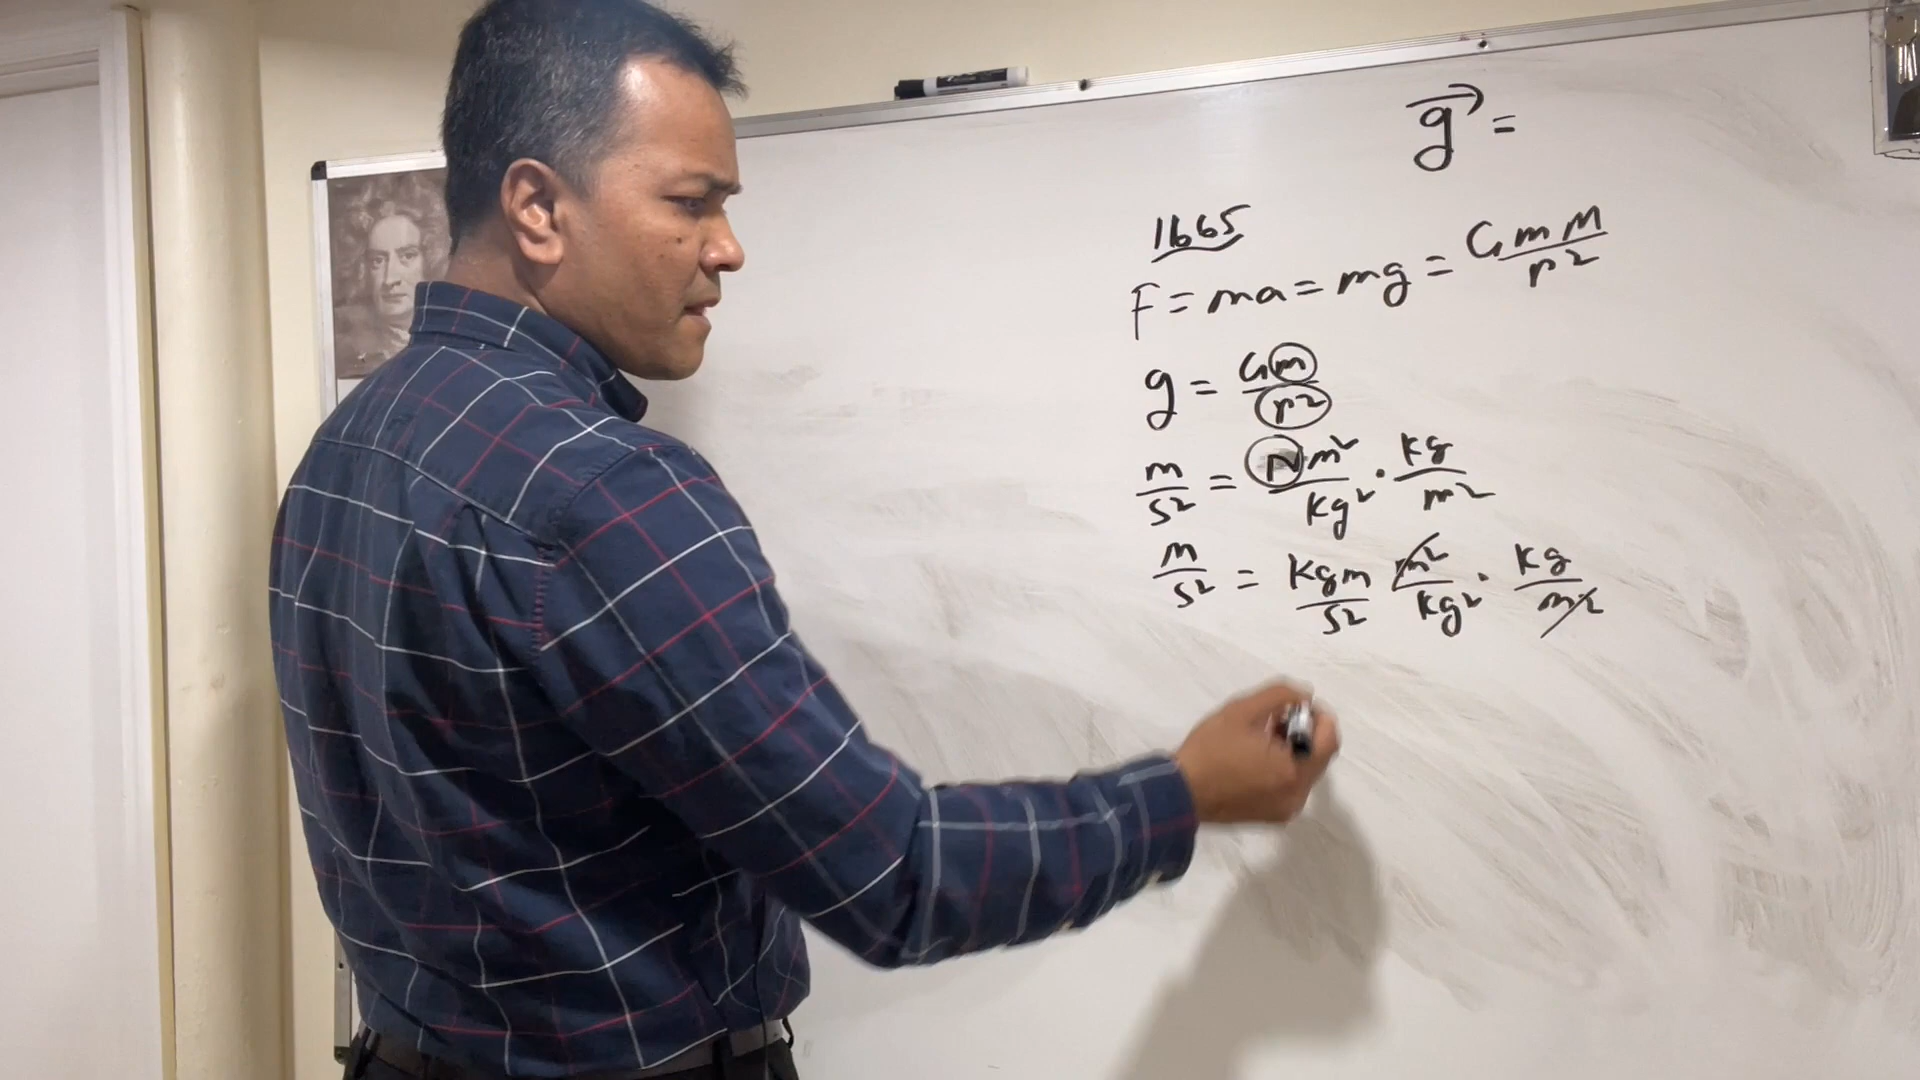 g⃗ =
1665
F = ma = mg = GmM/r²
g = Gm/r²
m/s² = Nm²/kg² · kg/m²
m/s² = kgm/s² m²/kg² · kg/m²